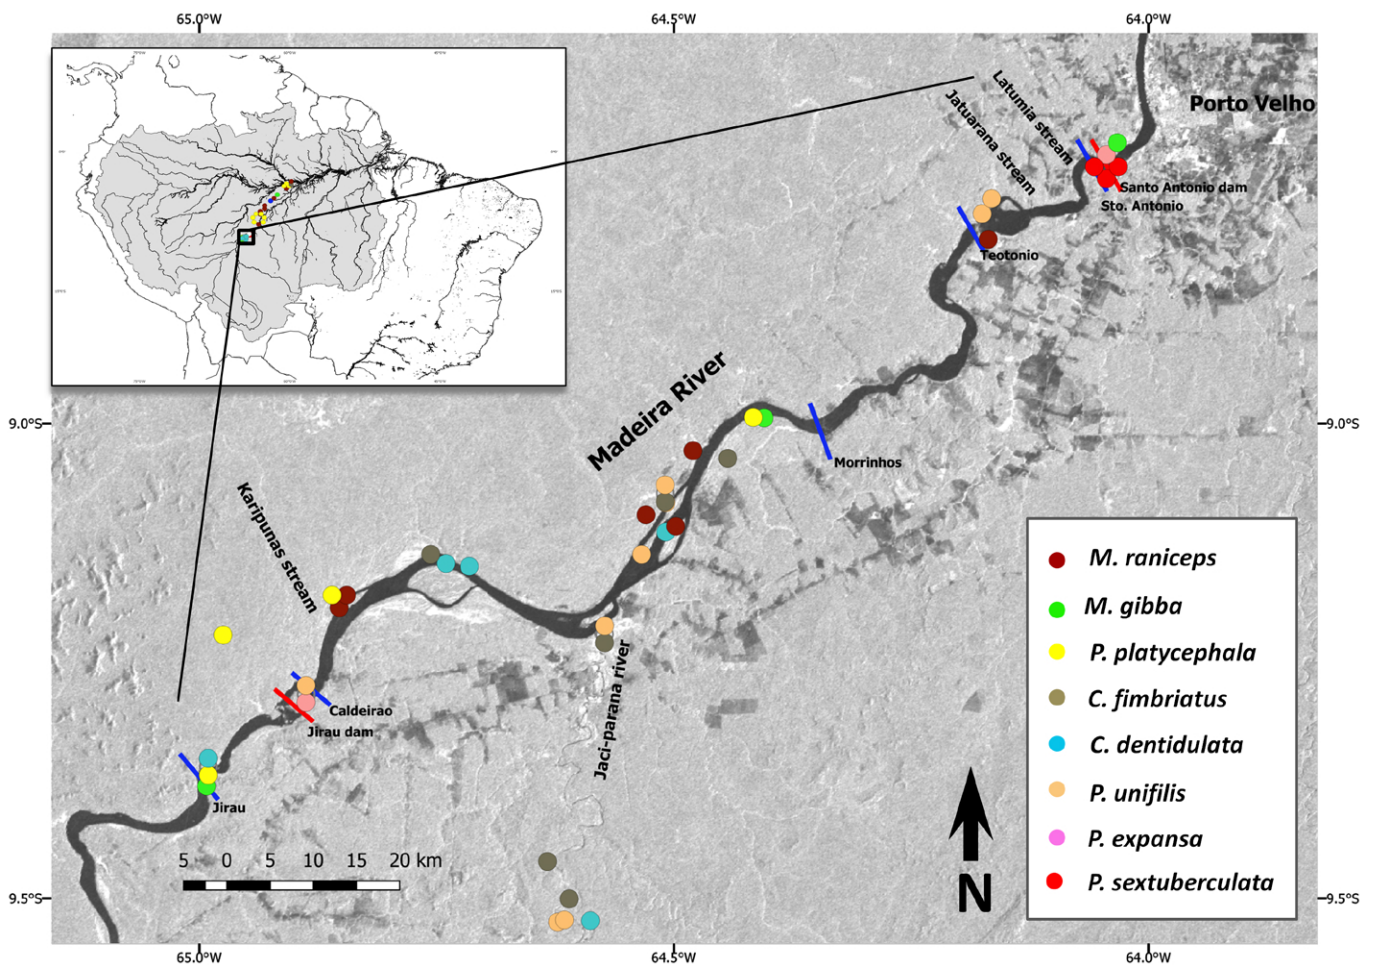 65.0°W
64.5°W
64.0°W
Porto Velho
Latumia stream
Jatuarana stream
Santo Antonio dam
Sto. Antonio
Teotonio
Madeira River
9.0°S
9.0°S
Morrinhos
Karipunas stream
Jaci-parana river
Caldeirao
Jirau dam
Jirau
5 0 5 10 15 20 km
N
M. raniceps
M. gibba
P. platycephala
C. fimbriatus
C. dentidulata
P. unifilis
P. expansa
P. sextuberculata
9.5°S
9.5°S
65.0°W
64.5°W
64.0°W